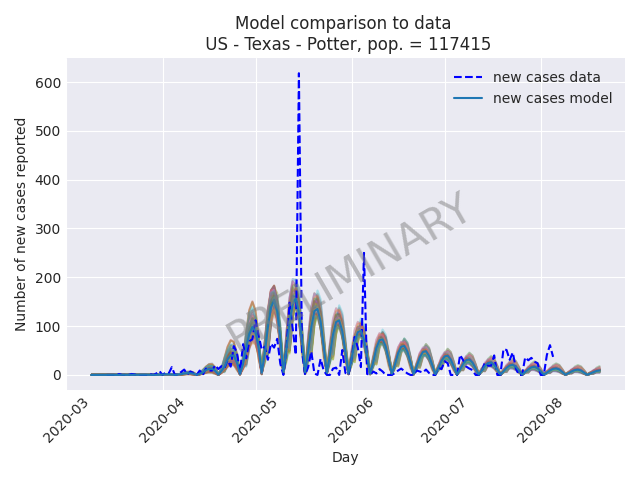 Model comparison to data
US - Texas - Potter, pop. = 117415
new cases data
new cases model
Number of new cases reported
600
500
400
300
200
100
0
PRELIMINARY
2020-03
2020-04
2020-05
2020-06
2020-07
2020-08
Day